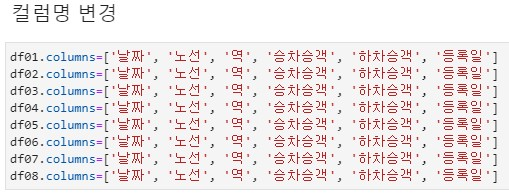 컬럼명 변경
df01.columns=['날짜', '노선', '역', '승차승객', '하차승객', '등록일']
df02.columns=['날짜', '노선', '역', '승차승객', '하차승객', '등록일']
df03.columns=['날짜', '노선', '역', '승차승객', '하차승객', '등록일']
df04.columns=['날짜', '노선', '역', '승차승객', '하차승객', '등록일']
df05.columns=['날짜', '노선', '역', '승차승객', '하차승객', '등록일']
df06.columns=['날짜', '노선', '역', '승차승객', '하차승객', '등록일']
df07.columns=['날짜', '노선', '역', '승차승객', '하차승객', '등록일']
df08.columns=['날짜', '노선', '역', '승차승객', '하차승객', '등록일']